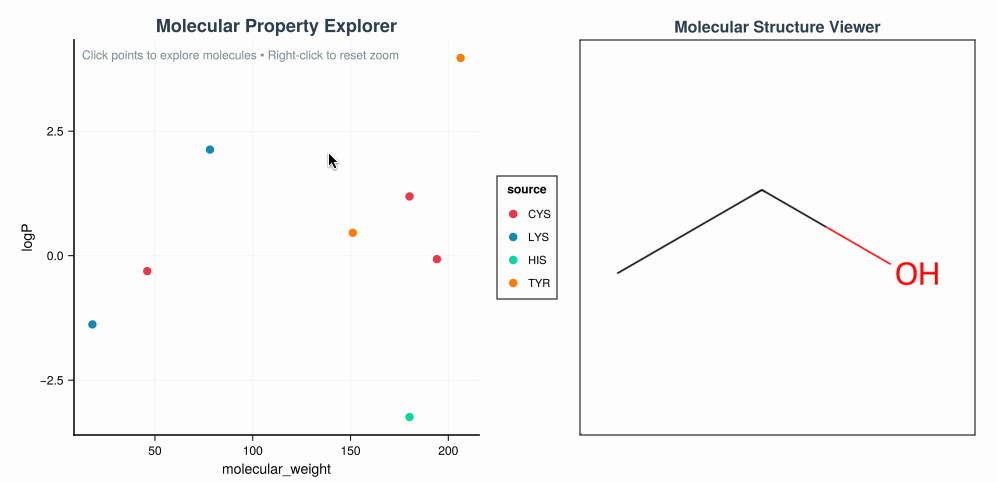 Molecular Property Explorer
Click points to explore molecules • Right-click to reset zoom
2.5
0.0
−2.5
logP
50
100
150
200
molecular_weight
source
CYS
LYS
HIS
TYR
Molecular Structure Viewer
OH